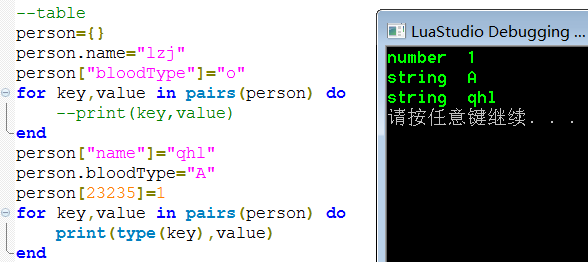 --table
person={}
person.name="lzj"
person["bloodType"]="o"
for key,value in pairs(person) do
    --print(key,value)
end
person["name"]="qhl"
person.bloodType="A"
person[23235]=1
for key,value in pairs(person) do
    print(type(key),value)
end
LuaStudio Debugging ...
number  1
string  A
string  qhl
请按任意键继续. . .